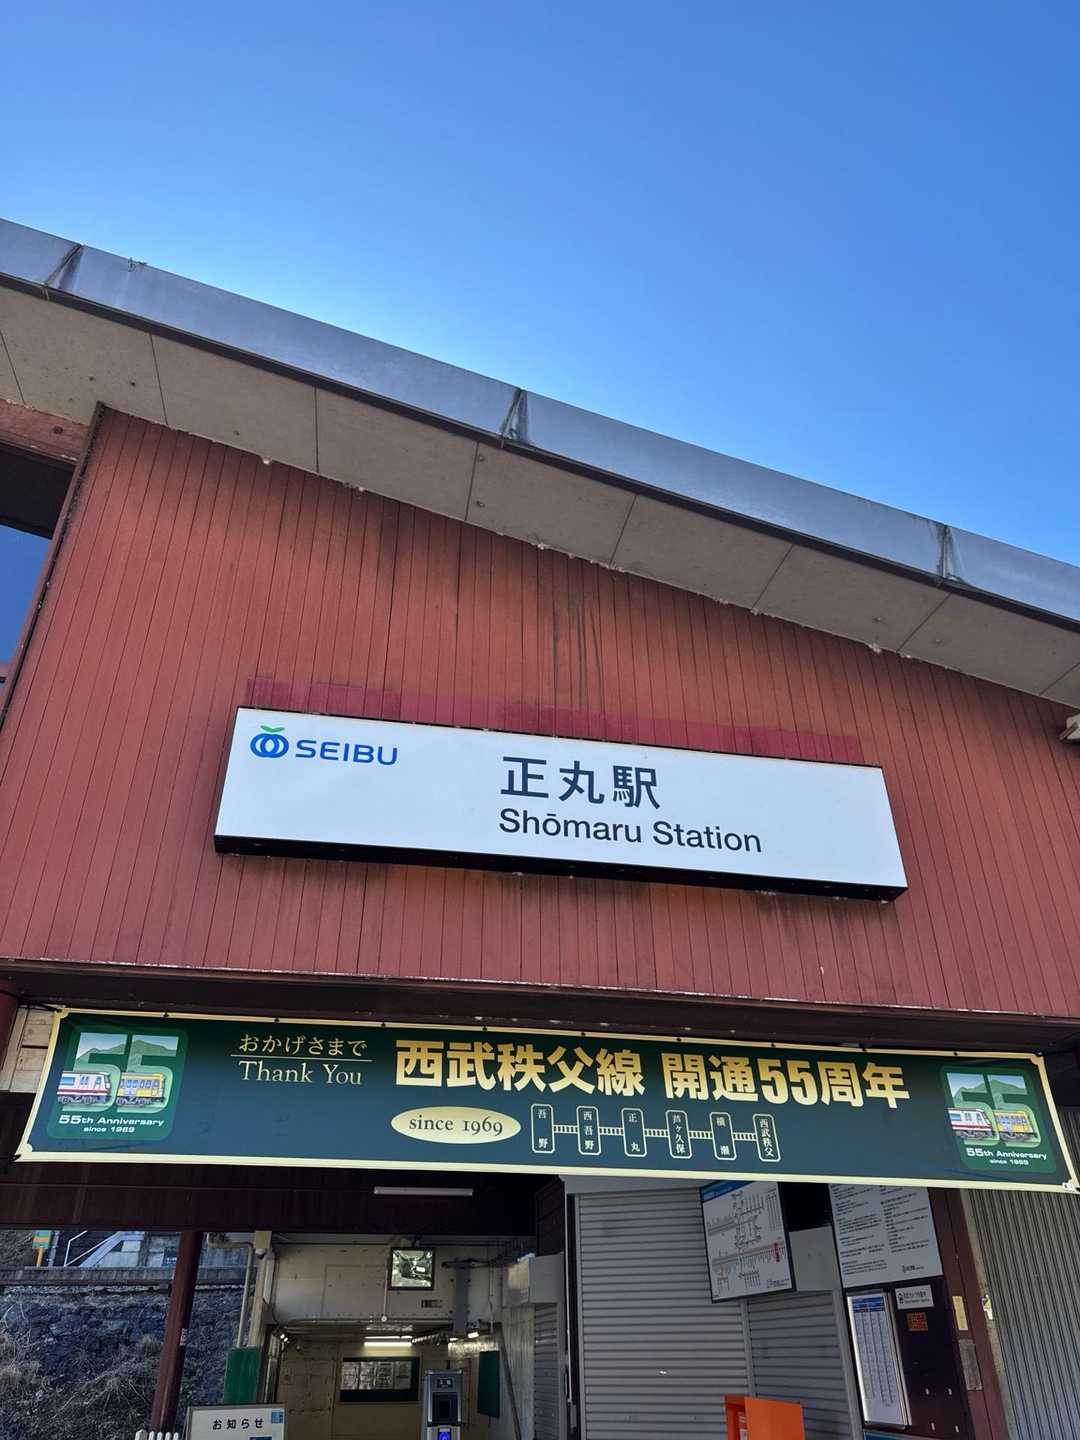 SEIBU
正丸駅
Shōmaru Station
おかげさまで
Thank You
西武秩父線 開通55周年
since 1969
吾野
西吾野
正丸
芦ヶ久保
横瀬
西武秩父
55
55th Anniversary
since 1969
55
55th Anniversary
since 1969
お知らせ